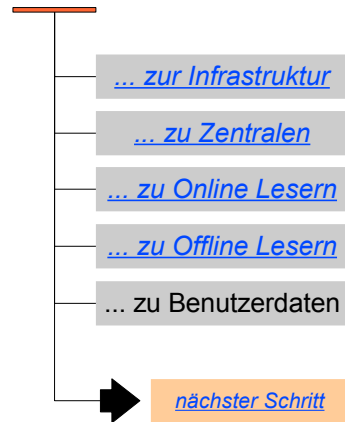 ... zur Infrastruktur
... zu Zentralen
... zu Online Lesern
... zu Offline Lesern
... zu Benutzerdaten
nächster Schritt